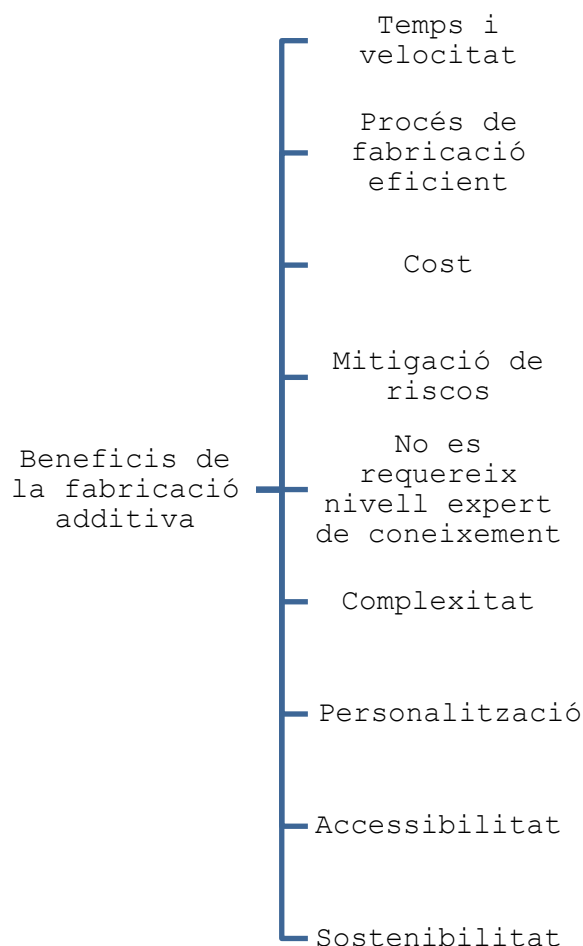 Temps i
velocitat
Procés de
fabricació
eficient
Cost
Mitigació de
riscos
Beneficis de
la fabricació
additiva
No es
requereix
nivell expert
de coneixement
Complexitat
Personalització
Accessibilitat
Sostenibilitat